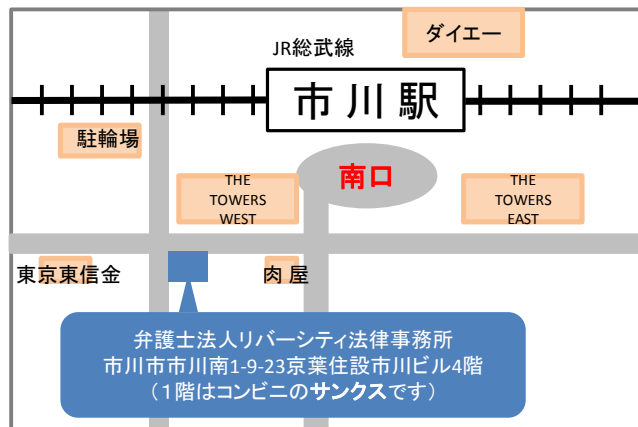 ダイエー
JR総武線
市川駅
駐輪場
南口
THE
TOWERS
WEST
THE
TOWERS
EAST
東京東信金
肉屋
弁護士法人リバーシティ法律事務所
市川市市川南1-9-23京葉住設市川ビル4階
（１階はコンビニのサンクスです）